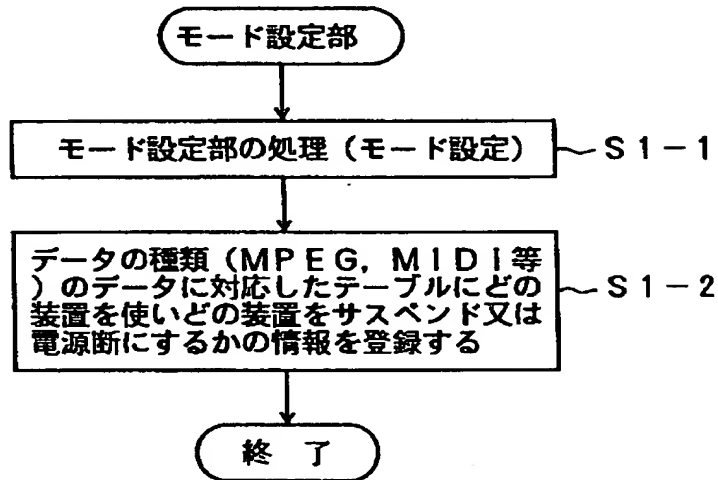 モード設定部
モード設定部の処理(モード設定)
S1-1
データの種類(MPEG,MIDI等
)のデータに対応したテーブルにどの
装置を使いどの装置をサスペンド又は
電源断にするかの情報を登録する
S1-2
終 了